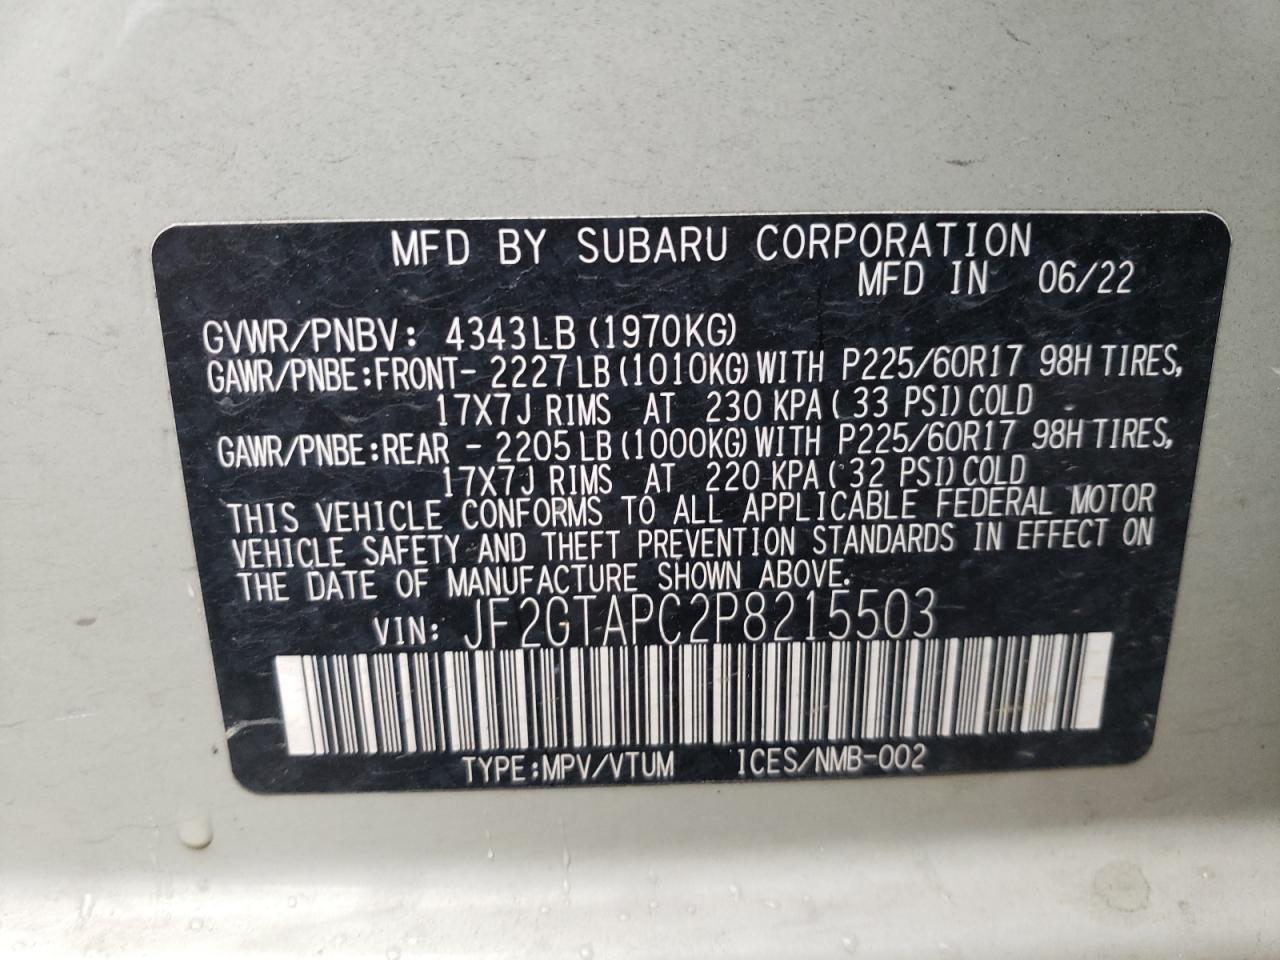 MFD BY SUBARU CORPORATION
MFD IN 06/22
GVWR/PNBV: 4343LB (1970KG)
GAWR/PNBE:FRONT- 2227LB (1010KG) WITH P225/60R17 98H TIRES,
17X7J RIMS AT 230 KPA ( 33 PSI) COLD
GAWR/PNBE:REAR - 2205LB (1000KG) WITH P225/60R17 98H TIRES,
17X7J RIMS AT 220 KPA ( 32 PSI) COLD
THIS VEHICLE CONFORMS TO ALL APPLICABLE FEDERAL MOTOR
VEHICLE SAFETY AND THEFT PREVENTION STANDARDS IN EFFECT ON
THE DATE OF MANUFACTURE SHOWN ABOVE.
VIN: JF2GTAPC2P8215503
TYPE:MPV/VTUM ICES/NMB-002